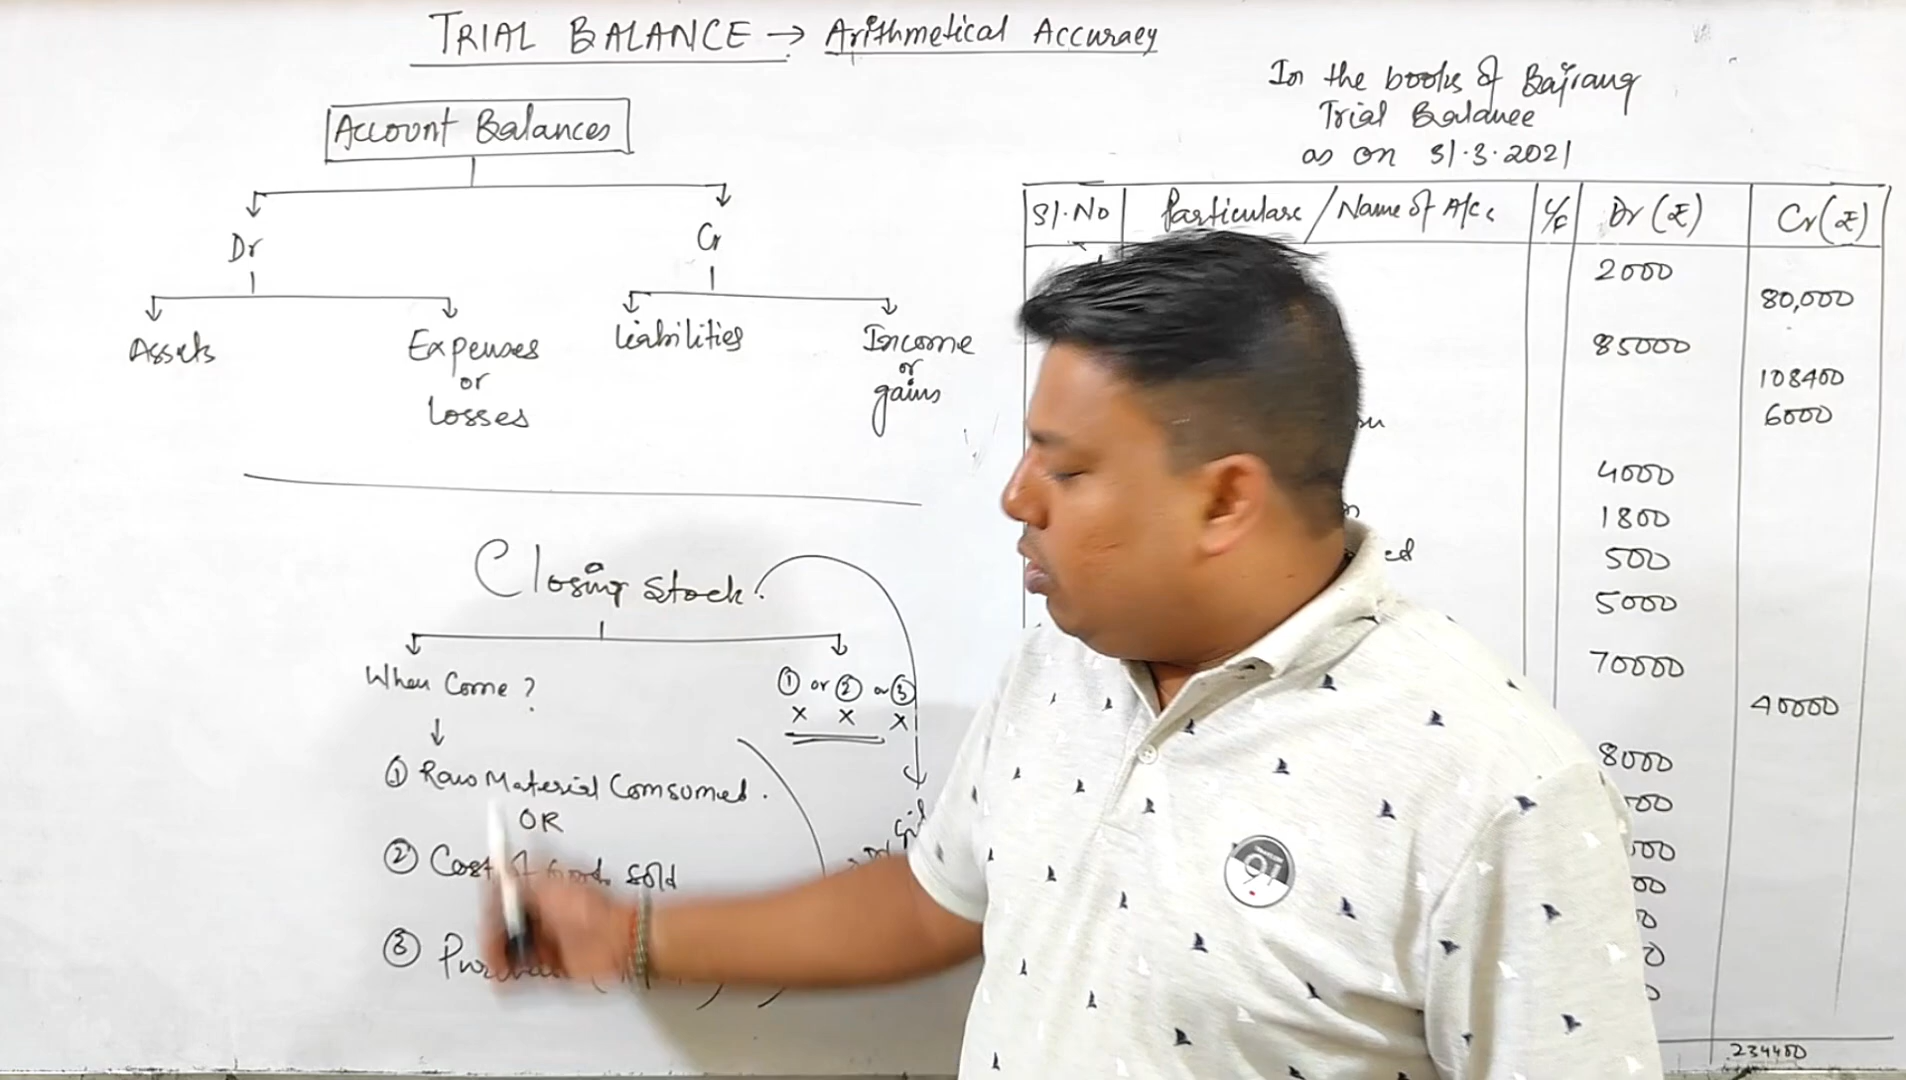 TRIAL BALANCE → Arithmetical Accuracy
Account Balances
Dr
Cr
Assets
Expenses
or
Losses
Liabilities
Income
or
gains
Closing Stock
When Come ?
① or ② or ③
x x x
① Raw Material Comsumed.
OR
② Cost of Goods Sold
③
In the books of Bajrang
Trial Balance
as on 31.3.2021
Sl.No Particulars / Name of A/Cs L/F Dr (₹) Cr (₹)
2000
80,000
85000
108400
6000
4000
1800
500
5000
70000
40000
8000
234400